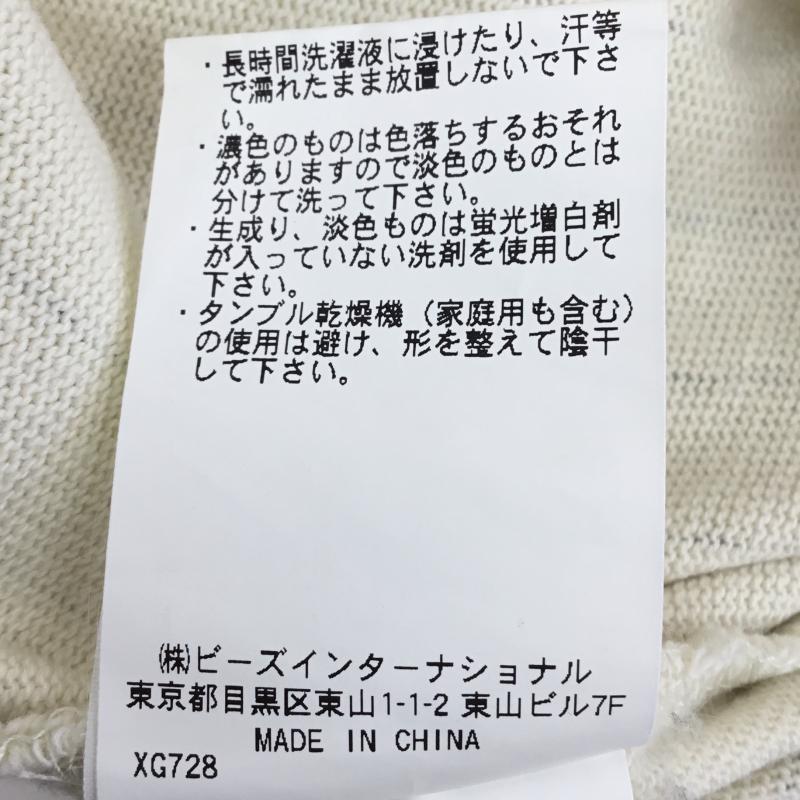 ・長時間洗濯液に浸けたり、汗等
で濡れたまま放置しないで下さ
い。
・濃色のものは色落ちするおそれ
がありますので淡色のものとは
分けて洗って下さい。
・生成り、淡色ものは蛍光増白剤
が入っていない洗剤を使用して
下さい。
・タンブル乾燥機（家庭用も含む）
の使用は避け、形を整えて陰干
して下さい。
㈱ビーズインターナショナル
東京都目黒区東山1-1-2 東山ビル7F
MADE IN CHINA
XG728